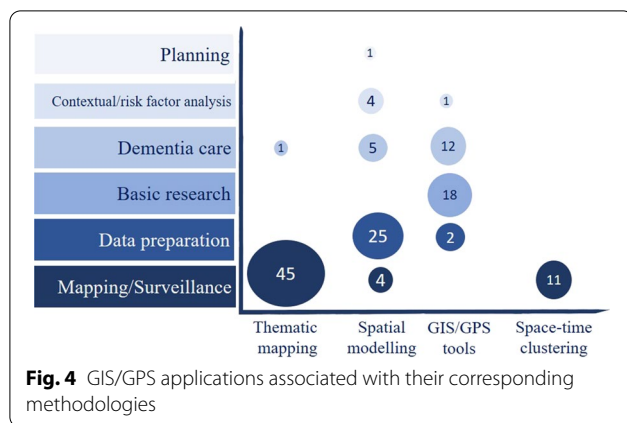 Planning 1
Contextual/risk factor analysis 4 1
Dementia care 1 5 12
Basic research 18
Data preparation 25 2
Mapping/Surveillance 45 4 11
Thematic mapping Spatial modelling GIS/GPS tools Space-time clustering
Fig. 4 GIS/GPS applications associated with their corresponding
methodologies